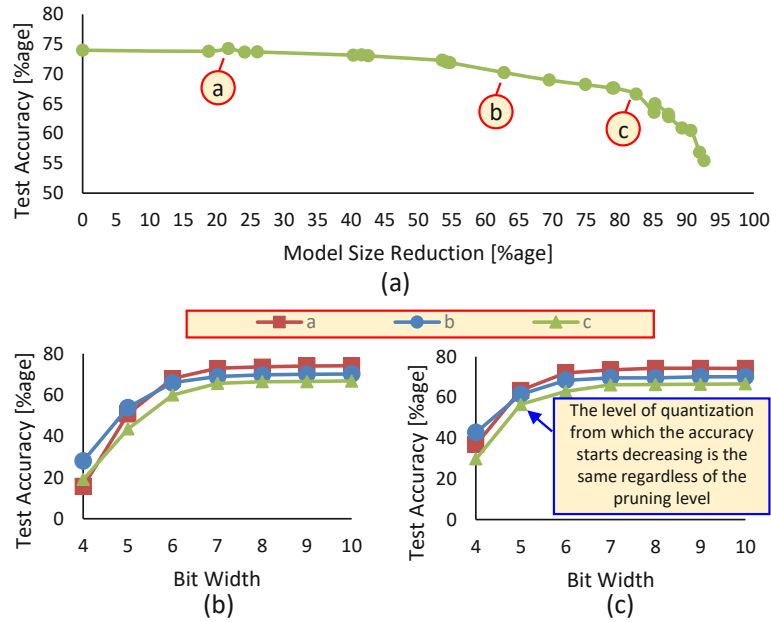 Test Accuracy [%age]
80
75
70
65
60
55
50
a
b
c
0 5 10 15 20 25 30 35 40 45 50 55 60 65 70 75 80 85 90 95 100
Model Size Reduction [%age]
(a)
a b c
Test Accuracy [%age]
80
60
40
20
0
4 5 6 7 8 9 10
Bit Width
(b)
Test Accuracy [%age]
80
60
40
20
0
The level of quantization
from which the accuracy
starts decreasing is the
same regardless of the
pruning level
4 5 6 7 8 9 10
Bit Width
(c)